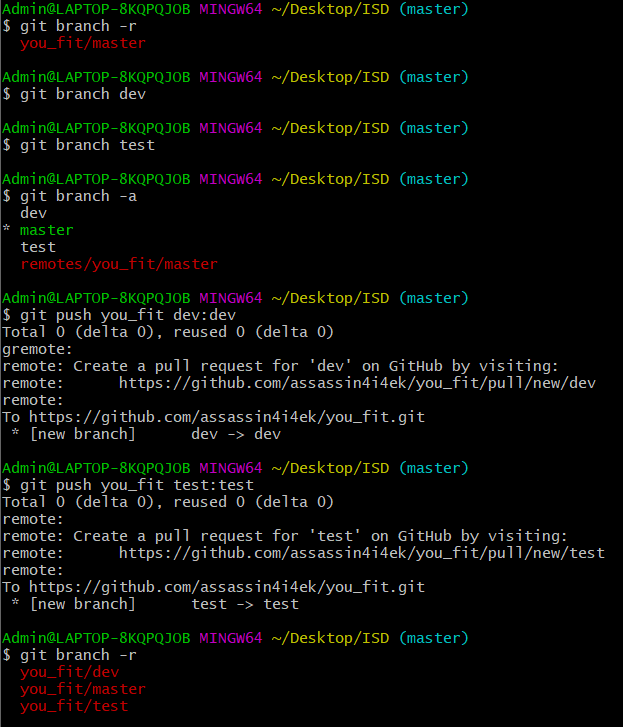 Admin@LAPTOP-8KQPQJOB MINGW64 ~/Desktop/ISD (master)
$ git branch -r
  you_fit/master

Admin@LAPTOP-8KQPQJOB MINGW64 ~/Desktop/ISD (master)
$ git branch dev

Admin@LAPTOP-8KQPQJOB MINGW64 ~/Desktop/ISD (master)
$ git branch test

Admin@LAPTOP-8KQPQJOB MINGW64 ~/Desktop/ISD (master)
$ git branch -a
  dev
* master
  test
  remotes/you_fit/master

Admin@LAPTOP-8KQPQJOB MINGW64 ~/Desktop/ISD (master)
$ git push you_fit dev:dev
Total 0 (delta 0), reused 0 (delta 0)
gremote:
remote: Create a pull request for 'dev' on GitHub by visiting:
remote:      https://github.com/assassin4i4ek/you_fit/pull/new/dev
remote:
To https://github.com/assassin4i4ek/you_fit.git
 * [new branch]      dev -> dev

Admin@LAPTOP-8KQPQJOB MINGW64 ~/Desktop/ISD (master)
$ git push you_fit test:test
Total 0 (delta 0), reused 0 (delta 0)
remote:
remote: Create a pull request for 'test' on GitHub by visiting:
remote:      https://github.com/assassin4i4ek/you_fit/pull/new/test
remote:
To https://github.com/assassin4i4ek/you_fit.git
 * [new branch]      test -> test

Admin@LAPTOP-8KQPQJOB MINGW64 ~/Desktop/ISD (master)
$ git branch -r
  you_fit/dev
  you_fit/master
  you_fit/test